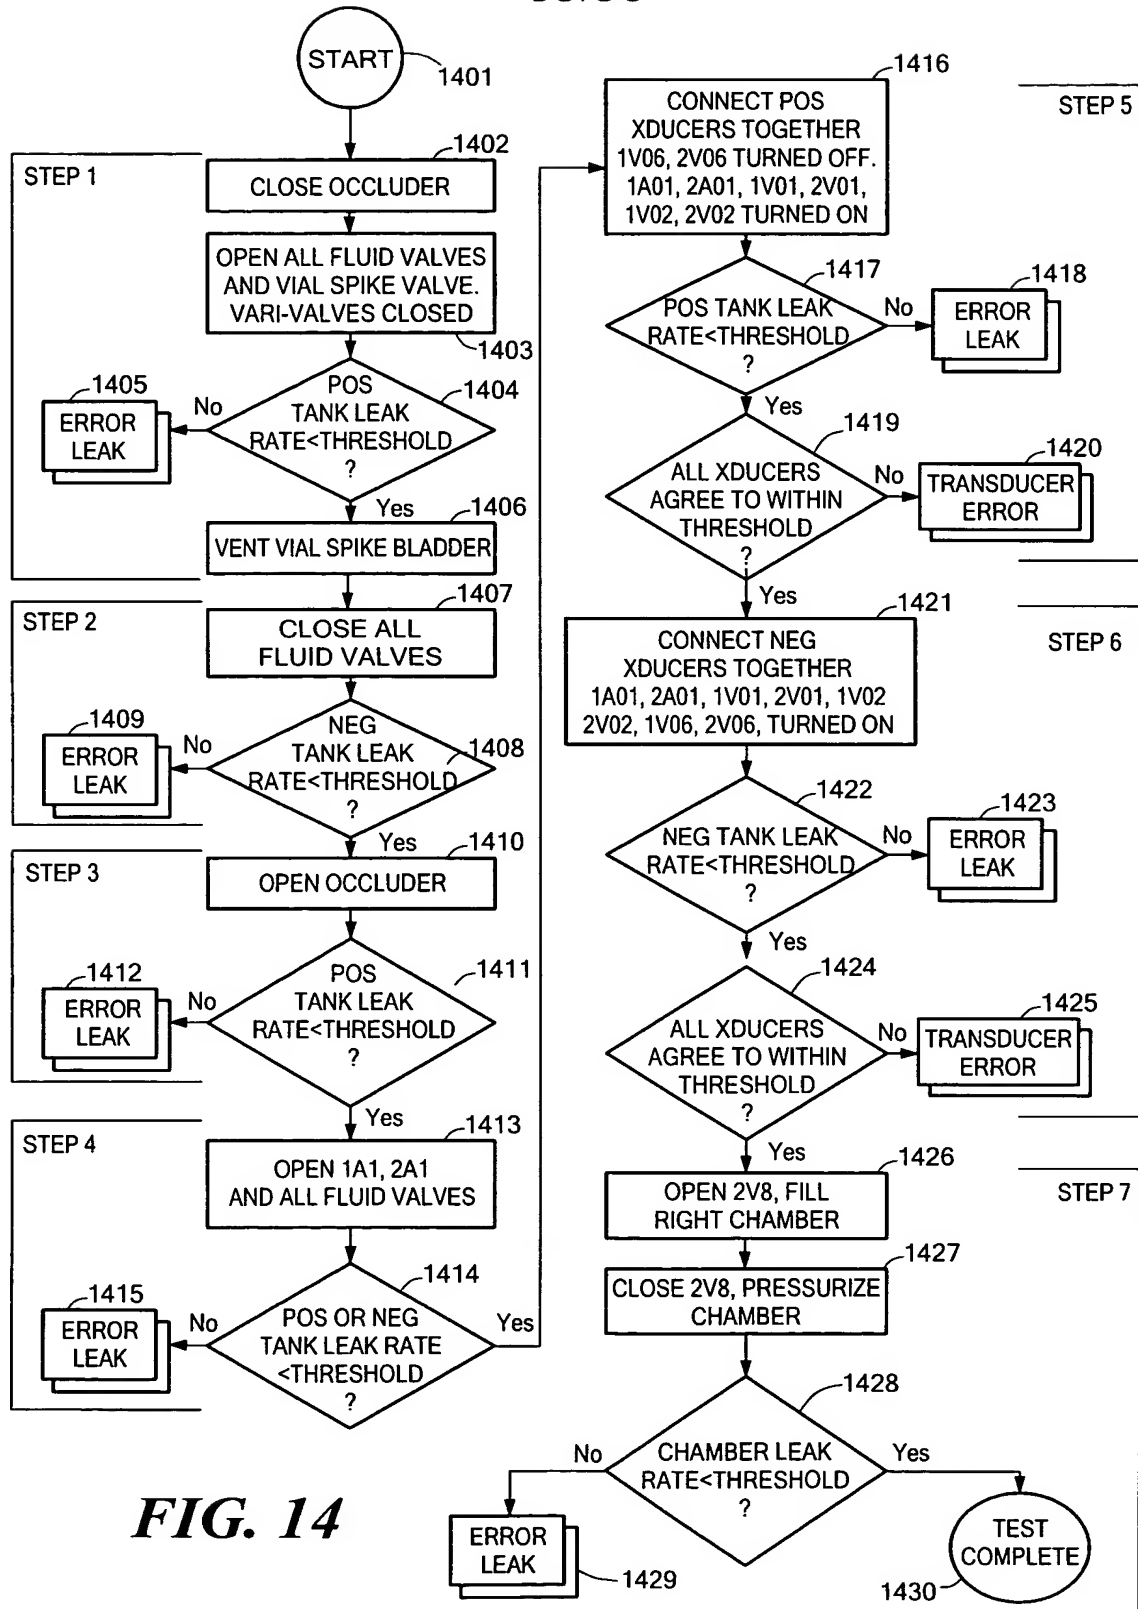 START
1401
STEP 1
1402
CLOSE OCCLUDER
OPEN ALL FLUID VALVES
AND VIAL SPIKE VALVE.
VARI-VALVES CLOSED
1403
1404
POS
TANK LEAK
RATE<THRESHOLD
?
No
1405
ERROR
LEAK
Yes
1406
VENT VIAL SPIKE BLADDER
STEP 2
1407
CLOSE ALL
FLUID VALVES
NEG
TANK LEAK
RATE<THRESHOLD
?
1408
No
1409
ERROR
LEAK
Yes
STEP 3
1410
OPEN OCCLUDER
POS
TANK LEAK
RATE<THRESHOLD
?
1411
No
1412
ERROR
LEAK
Yes
STEP 4
1413
OPEN 1A1, 2A1
AND ALL FLUID VALVES
1414
POS OR NEG
TANK LEAK RATE
<THRESHOLD
?
No
1415
ERROR
LEAK
Yes
STEP 5
1416
CONNECT POS
XDUCERS TOGETHER
1V06, 2V06 TURNED OFF.
1A01, 2A01, 1V01, 2V01,
1V02, 2V02 TURNED ON
1417
POS TANK LEAK
RATE<THRESHOLD
?
No
1418
ERROR
LEAK
Yes
1419
ALL XDUCERS
AGREE TO WITHIN
THRESHOLD
?
No
1420
TRANSDUCER
ERROR
Yes
STEP 6
1421
CONNECT NEG
XDUCERS TOGETHER
1A01, 2A01, 1V01, 2V01, 1V02
2V02, 1V06, 2V06, TURNED ON
1422
NEG TANK LEAK
RATE<THRESHOLD
?
No
1423
ERROR
LEAK
Yes
1424
ALL XDUCERS
AGREE TO WITHIN
THRESHOLD
?
No
1425
TRANSDUCER
ERROR
Yes
STEP 7
1426
OPEN 2V8, FILL
RIGHT CHAMBER
1427
CLOSE 2V8, PRESSURIZE
CHAMBER
1428
CHAMBER LEAK
RATE<THRESHOLD
?
No
Yes
ERROR
LEAK
1429
TEST
COMPLETE
1430
FIG. 14